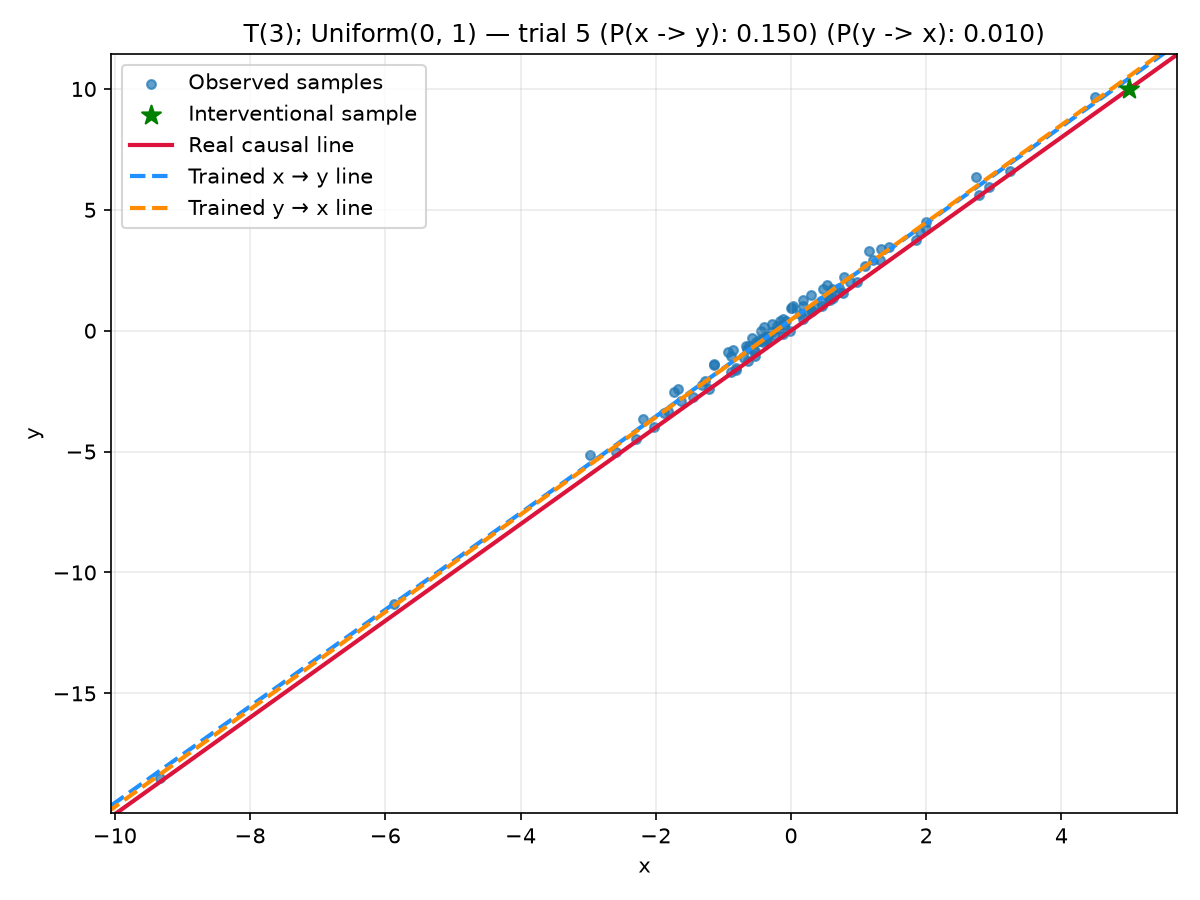 T(3); Uniform(0, 1) — trial 5 (P(x -> y): 0.150) (P(y -> x): 0.010)
Observed samples
Interventional sample
Real causal line
Trained x → y line
Trained y → x line
10
5
0
−5
−10
−15
y
−10
−8
−6
−4
−2
0
2
4
x